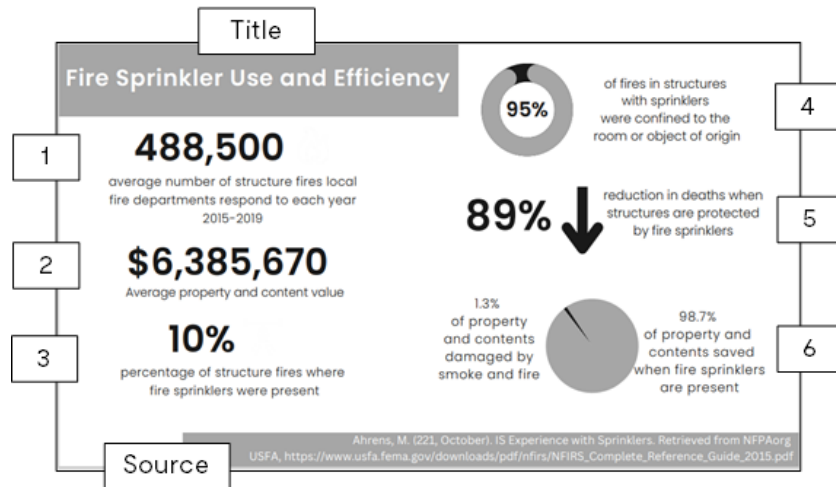 Title
Fire Sprinkler Use and Efficiency
1
488,500
average number of structure fires local
fire departments respond to each year
2015-2019
2
$6,385,670
Average property and content value
3
10%
percentage of structure fires where
fire sprinklers were present
95%
of fires in structures
with sprinklers
were confined to the
room or object of origin
4
89%
reduction in deaths when
structures are protected
by fire sprinklers
5
1.3%
of property
and contents
damaged by
smoke and fire
98.7%
of property and
contents saved
when fire sprinklers
are present
6
Source
Ahrens, M. (221, October). IS Experience with Sprinklers. Retrieved from NFPAorg
USFA, https://www.usfa.fema.gov/downloads/pdf/nfirs/NFIRS_Complete_Reference_Guide_2015.pdf